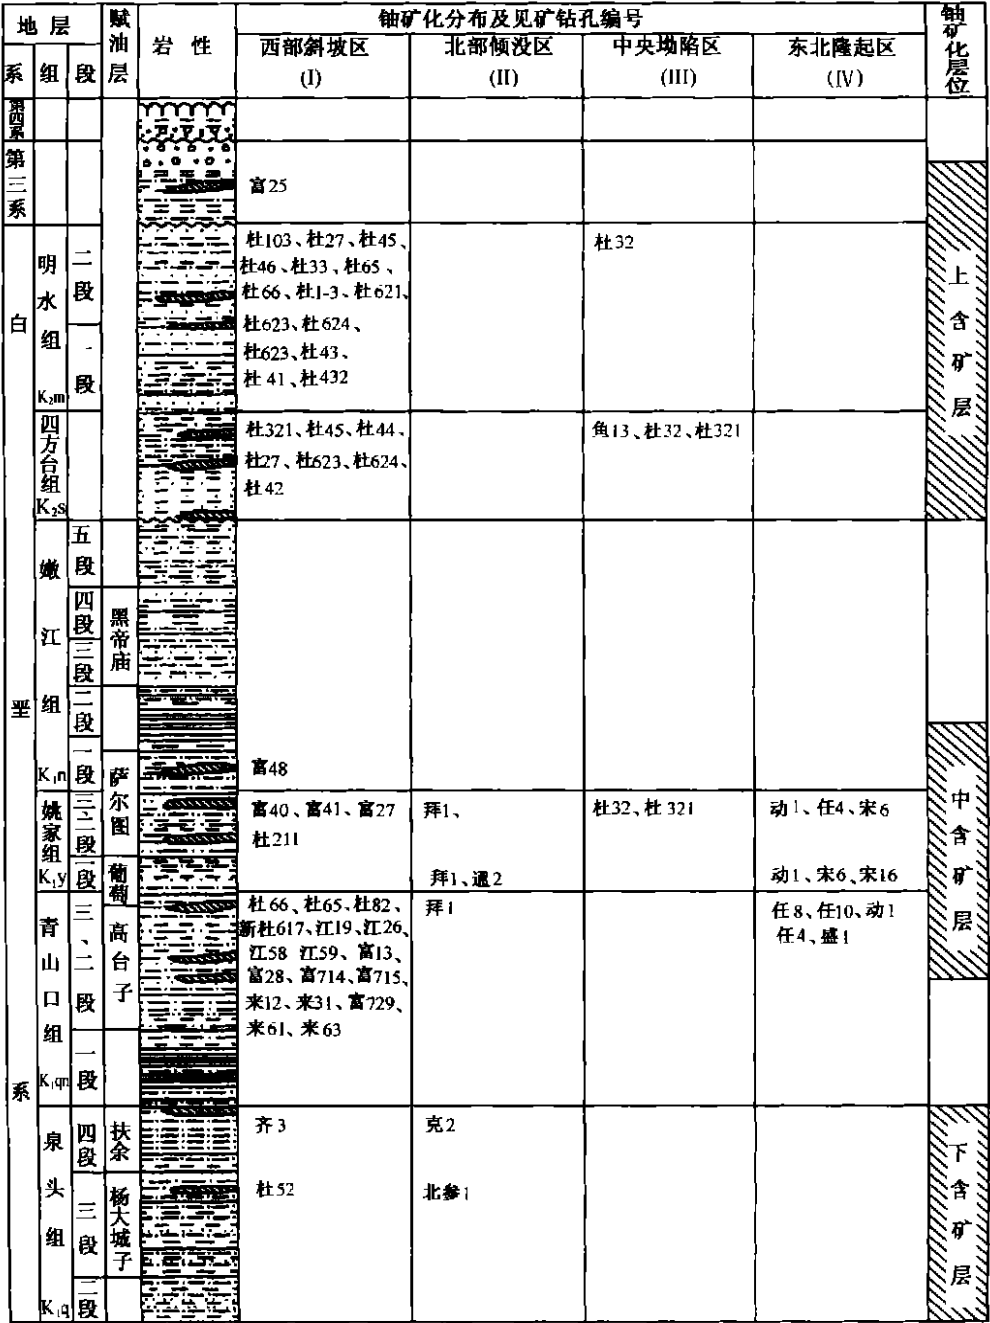 地 层
赋油层
岩 性
铀矿化分布及见矿钻孔编号
铀矿化层位
系 组 段
西部斜坡区
(I)
北部倾没区
(II)
中央坳陷区
(III)
东北隆起区
(IV)
第四系
第三系
富25
白垩系
明水组
K₂m
二段
一段
杜103、杜27、杜45、
杜46、杜33、杜65、
杜66、杜1-3、杜621、
杜623、杜624、
杜623、杜43、
杜41、杜432
杜32
上含矿层
四方台组
K₂s
杜321、杜45、杜44、
杜27、杜623、杜624、
杜42
鱼13、杜32、杜321
嫩江组
K₁n
五段
四段
三段
二段
一段
黑帝庙
萨尔图
富48
姚家组
K₁y
三、二段
一段
葡萄
富40、富41、富27
杜211
拜1、
杜32、杜321
动1、任4、宋6
拜1、逦2
动1、宋6、宋16
中含矿层
青山口组
K₁qn
三、二段
一段
高台子
杜66、杜65、杜82、
新杜617、江19、江26、
江58 江59、富13、
富28、富714、富715、
来12、来31、富729、
来61、来63
拜1
任8、任10、动1
任4、盛1
泉头组
K₁q
四段
三段
二段
扶余
杨大城子
齐3
克2
杜52
北参1
下含矿层